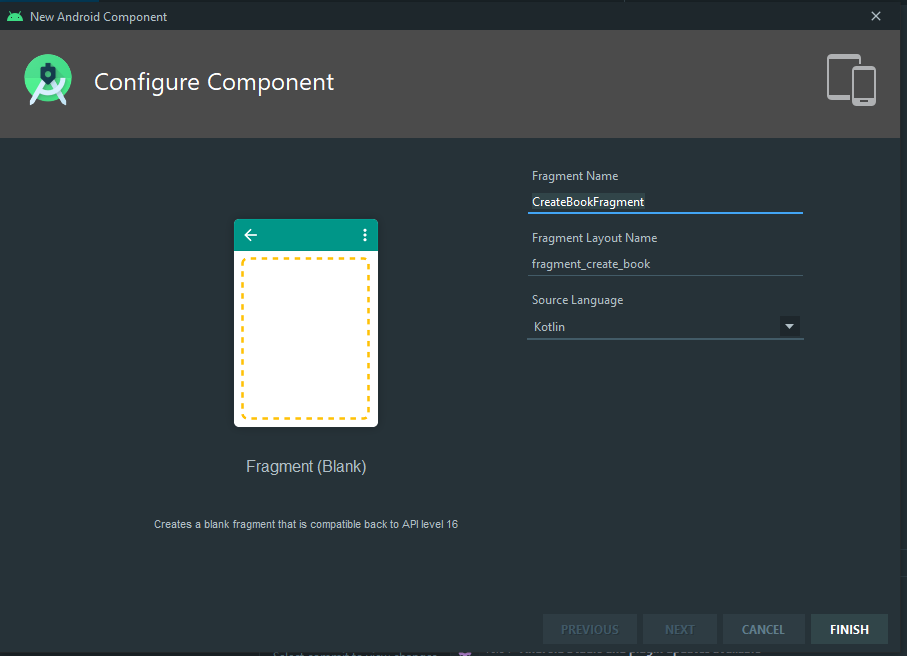 New Android Component
Configure Component
Fragment Name
CreateBookFragment
Fragment Layout Name
fragment_create_book
Source Language
Kotlin
Fragment (Blank)
Creates a blank fragment that is compatible back to API level 16
PREVIOUS
NEXT
CANCEL
FINISH
Select commit to view changes